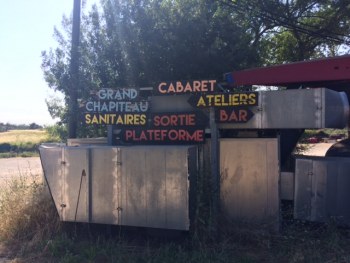 CABARET
GRAND
CHAPITEAU
ATELIERS
SANITAIRES - SORTIE
BAR
PLATEFORME